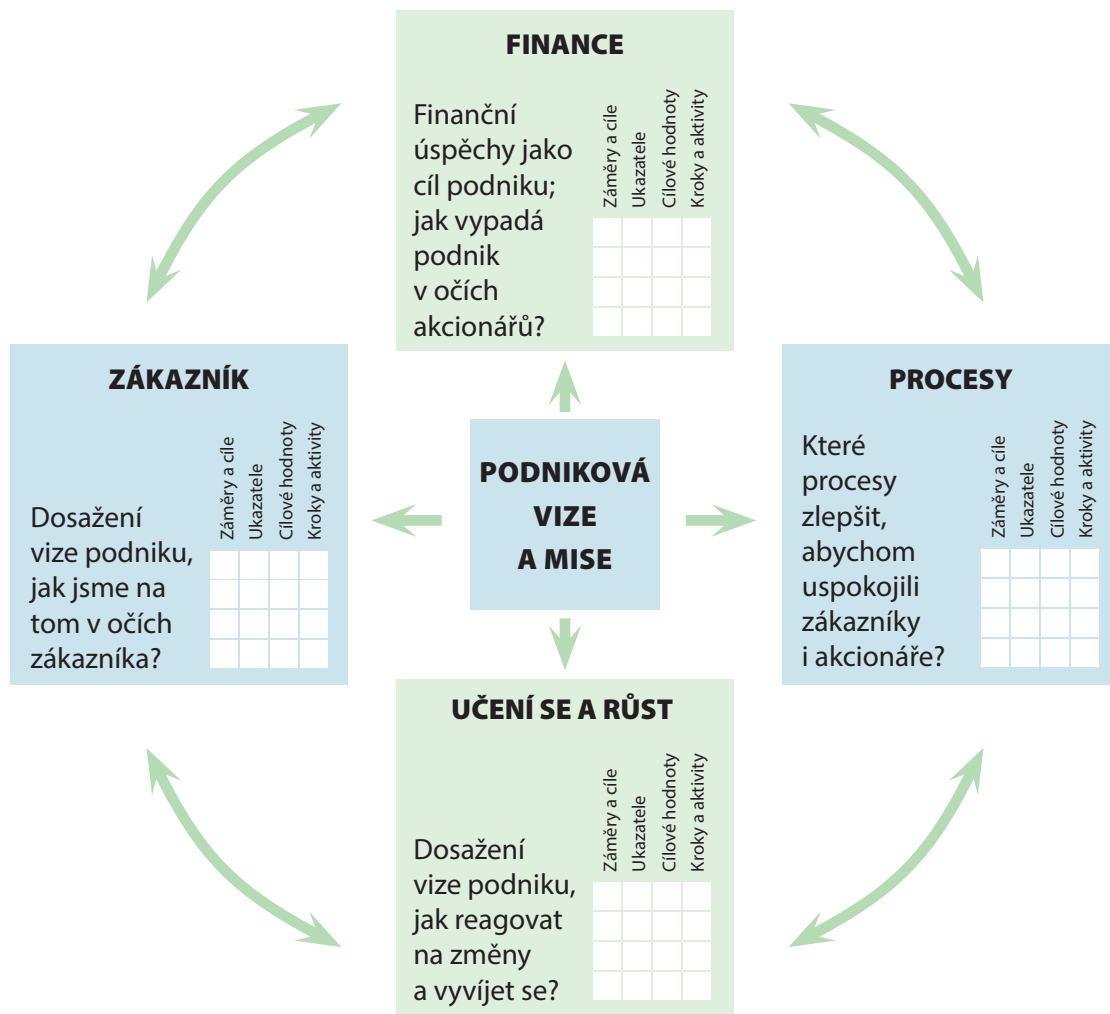 FINANCE
Finanční
úspěchy jako
cíl podniku;
jak vypadá
podnik
v očích
akcionářů?
Záměry a cíle
Ukazatele
Cílové hodnoty
Kroky a aktivity
ZÁKAZNÍK
Dosažení
vize podniku,
jak jsme na
tom v očích
zákazníka?
Záměry a cíle
Ukazatele
Cílové hodnoty
Kroky a aktivity
PODNIKOVÁ
VIZE
A MISE
PROCESY
Které
procesy
zlepšit,
abychom
uspokojili
zákazníky
i akcionáře?
Záměry a cíle
Ukazatele
Cílové hodnoty
Kroky a aktivity
UČENÍ SE A RŮST
Dosažení
vize podniku,
jak reagovat
na změny
a vyvíjet se?
Záměry a cíle
Ukazatele
Cílové hodnoty
Kroky a aktivity